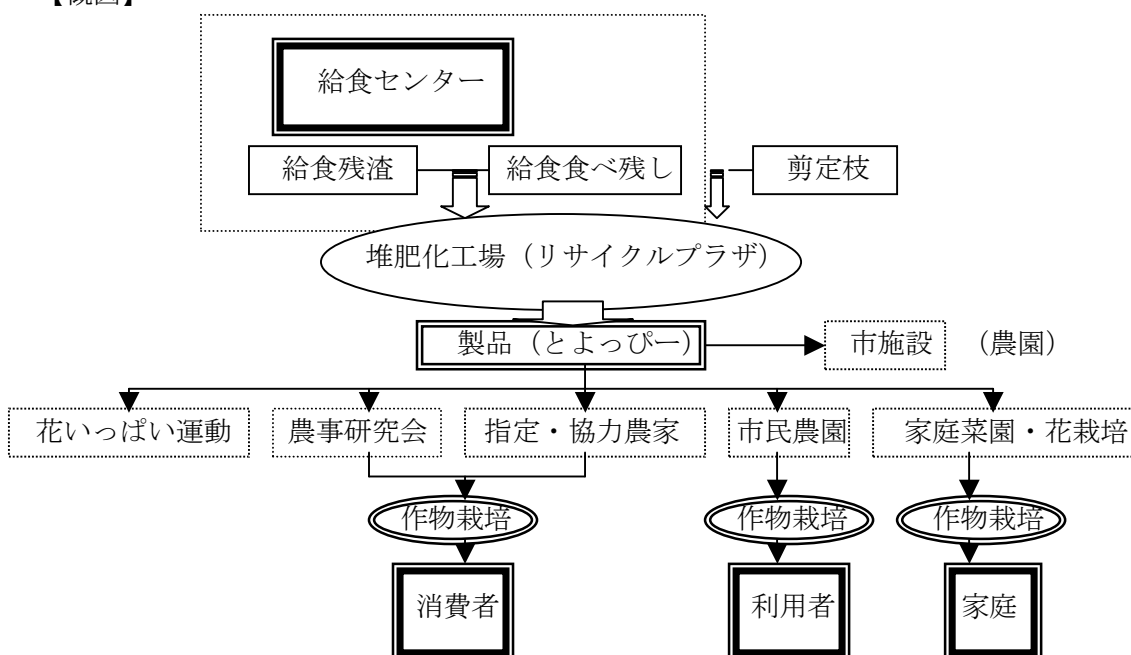 【概図】
給食センター
給食残渣 給食食べ残し 剪定枝
堆肥化工場（リサイクルプラザ）
製品（とよっぴー） 市施設 （農園）
花いっぱい運動 農事研究会 指定・協力農家 市民農園 家庭菜園・花栽培
作物栽培 作物栽培 作物栽培
消費者 利用者 家庭